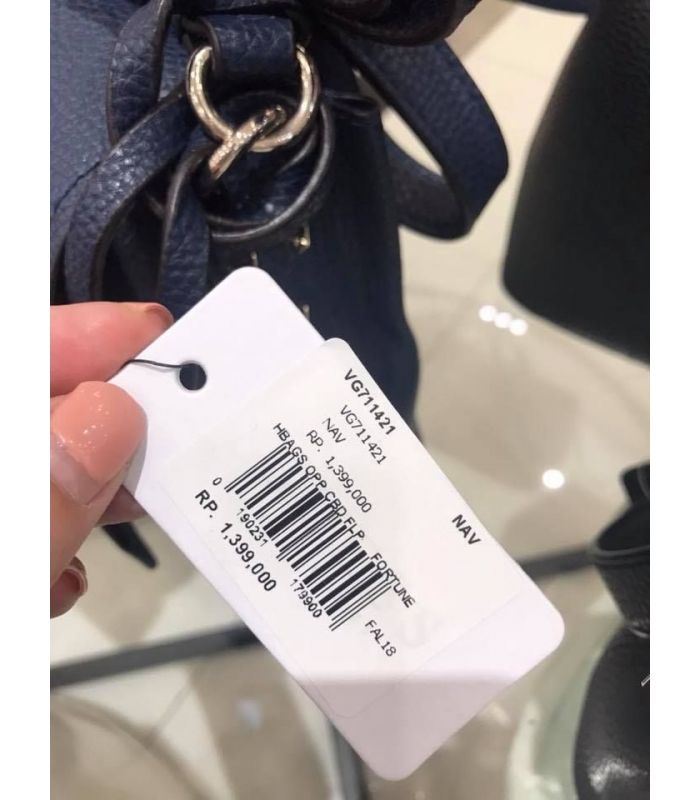 VG711421
VG711421
NAV
RP. 1,399,000
HBAGS OPP CBD FLP FORTUNE
0 190231 179900
RP. 1,399,000
FAL18
NAV